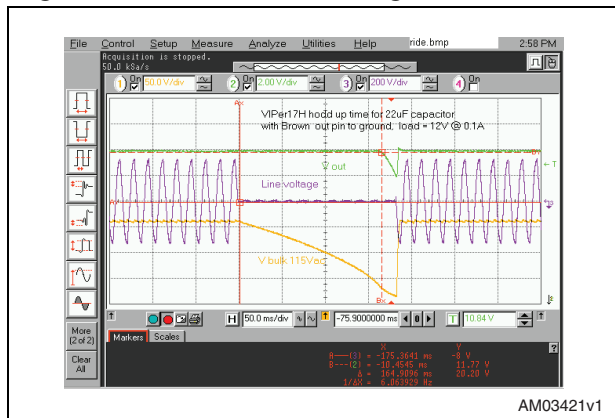 File Control Setup Measure Analyze Utilities Help ride.bmp 2:58 PM
Acquisition is stopped.
50.0 kSa/s
1 On 50.0 V/div 2 On 2.00 V/div 3 On 200 V/div 4 On
Ax
VIPer17H hodd up time for 22uF capacitor
with Brown out pin to ground, load = 12V @ 0.1A
V out
T
Line voltage
V bulk 115Vac
Bx
H 50.0 ms/div -75.9000000 ms 0 T 10.84 V
More
(2 of 2)
Clear
All
Markers Scales
?
X Y
A---(3) = -175.3641 ms -8 V
B---(2) = -10.4545 ms 11.77 V
Δ = 164.9096 ms 20.20 V
1/ΔX = 6.063929 Hz
AM03421v1